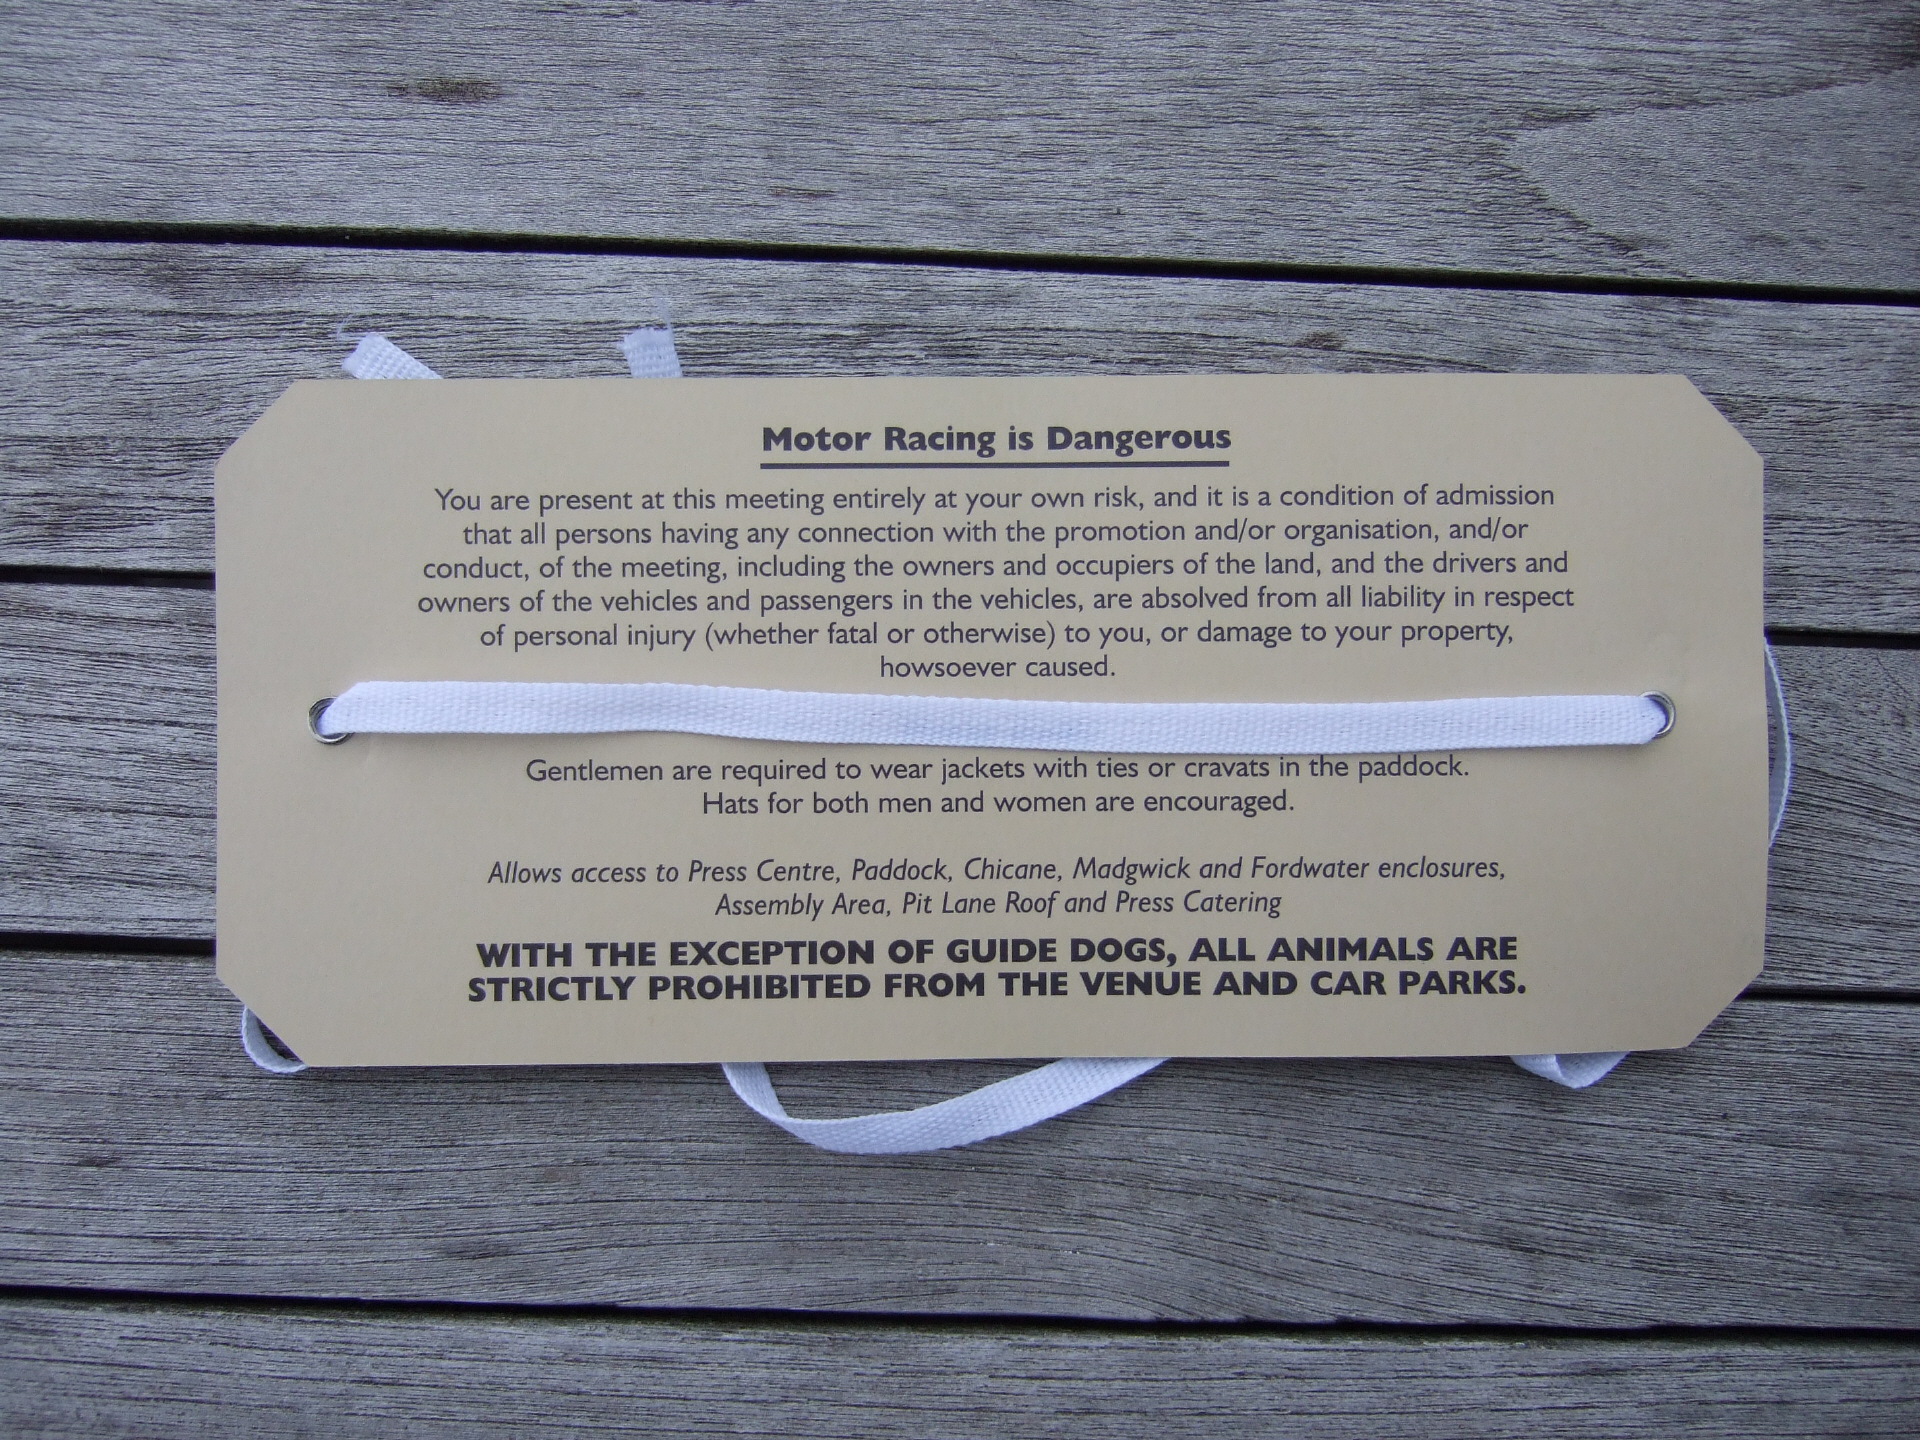 Motor Racing is Dangerous
You are present at this meeting entirely at your own risk, and it is a condition of admission
that all persons having any connection with the promotion and/or organisation, and/or
conduct, of the meeting, including the owners and occupiers of the land, and the drivers and
owners of the vehicles and passengers in the vehicles, are absolved from all liability in respect
of personal injury (whether fatal or otherwise) to you, or damage to your property,
howsoever caused.
Gentlemen are required to wear jackets with ties or cravats in the paddock.
Hats for both men and women are encouraged.
Allows access to Press Centre, Paddock, Chicane, Madgwick and Fordwater enclosures,
Assembly Area, Pit Lane Roof and Press Catering
WITH THE EXCEPTION OF GUIDE DOGS, ALL ANIMALS ARE
STRICTLY PROHIBITED FROM THE VENUE AND CAR PARKS.